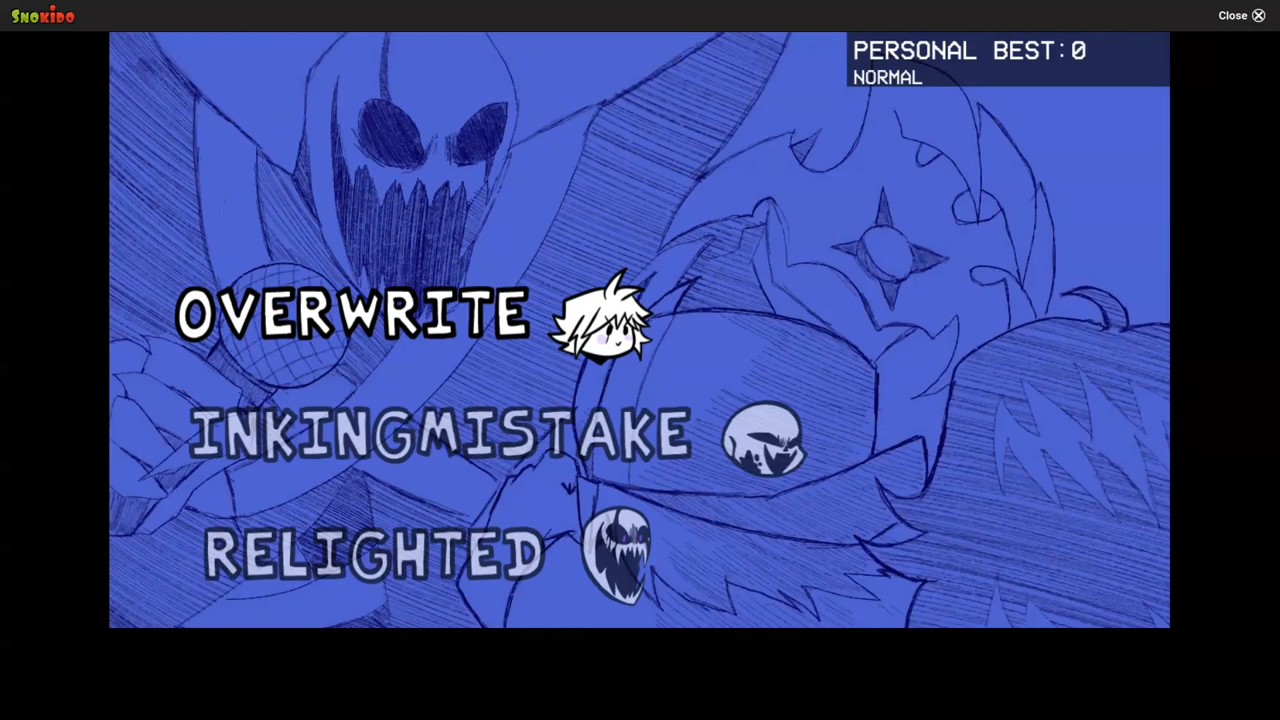 SNOKIDO
Close
PERSONAL BEST:0
NORMAL
OVERWRITE
INKINGMISTAKE
RELIGHTED